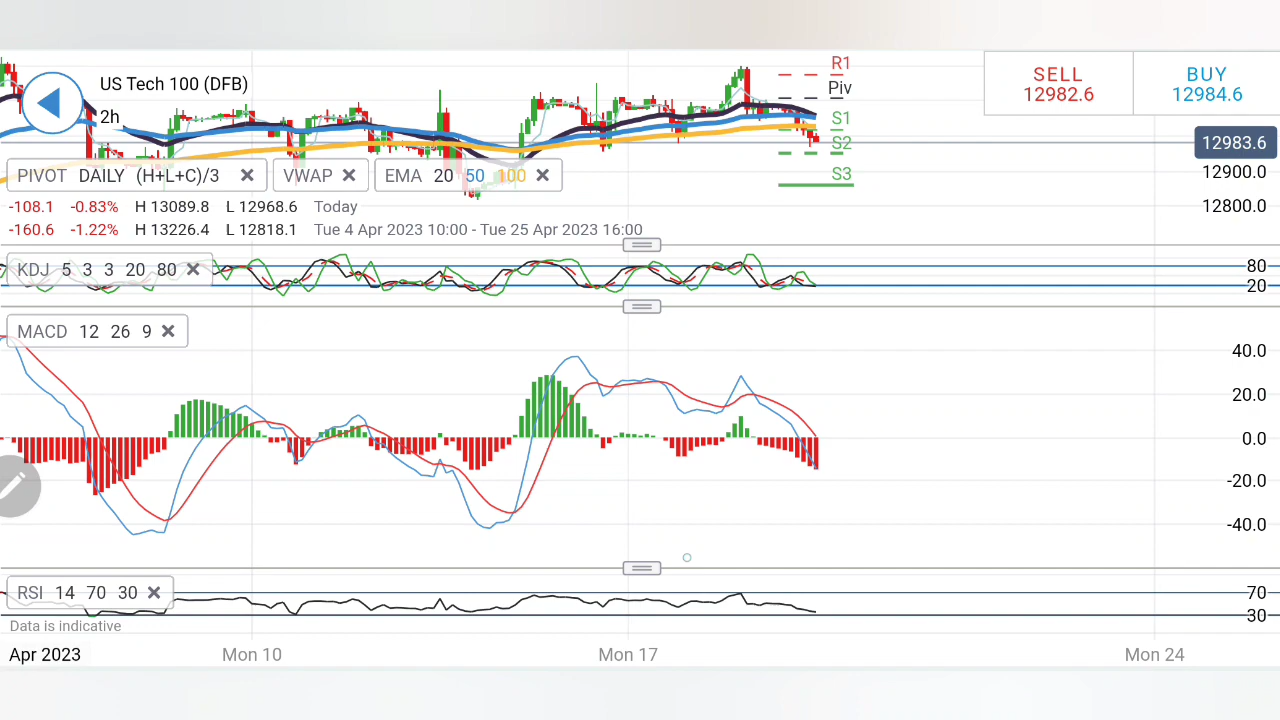 R1
US Tech 100 (DFB)
Piv
2h
S1
S2
S3
SELL
12982.6
BUY
12984.6
12983.6
12900.0
12800.0
PIVOT DAILY (H+L+C)/3
VWAP
EMA 20 50 100
-108.1 -0.83% H 13089.8 L 12968.6 Today
-160.6 -1.22% H 13226.4 L 12818.1 Tue 4 Apr 2023 10:00 - Tue 25 Apr 2023 16:00
KDJ 5 3 3 20 80
80
20
MACD 12 26 9
40.0
20.0
0.0
-20.0
-40.0
RSI 14 70 30
70
30
Data is indicative
Apr 2023 Mon 10 Mon 17 Mon 24